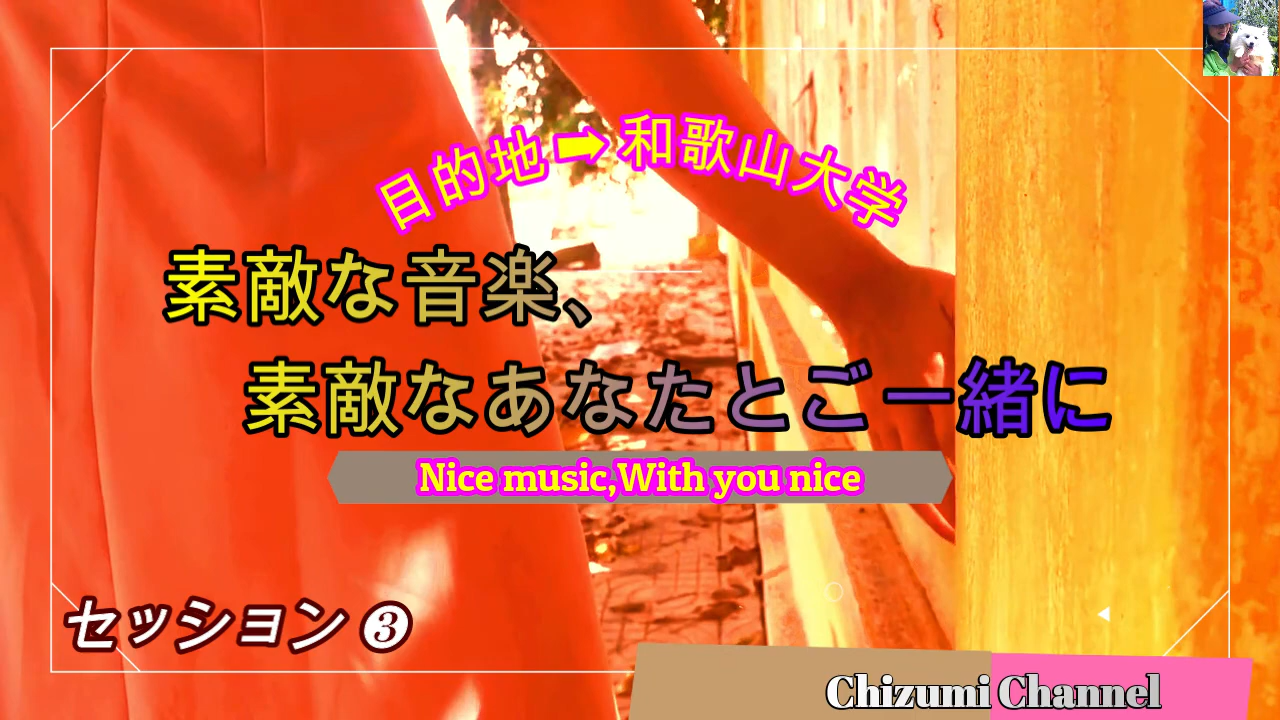 目的地➡和歌山大学
素敵な音楽、
素敵なあなたとご一緒に
Nice music,With you nice
セッション❸
Chizumi Channel